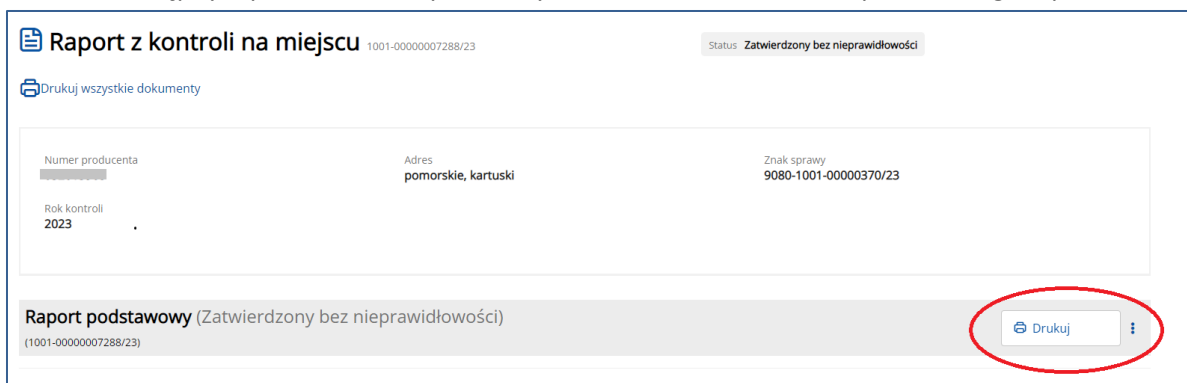 Raport z kontroli na miejscu 1001-00000007288/23
Status Zatwierdzony bez nieprawidłowości
Drukuj wszystkie dokumenty
Numer producenta
Adres
pomorskie, kartuski
Znak sprawy
9080-1001-00000370/23
Rok kontroli
2023
Raport podstawowy (Zatwierdzony bez nieprawidłowości)
(1001-00000007288/23)
Drukuj